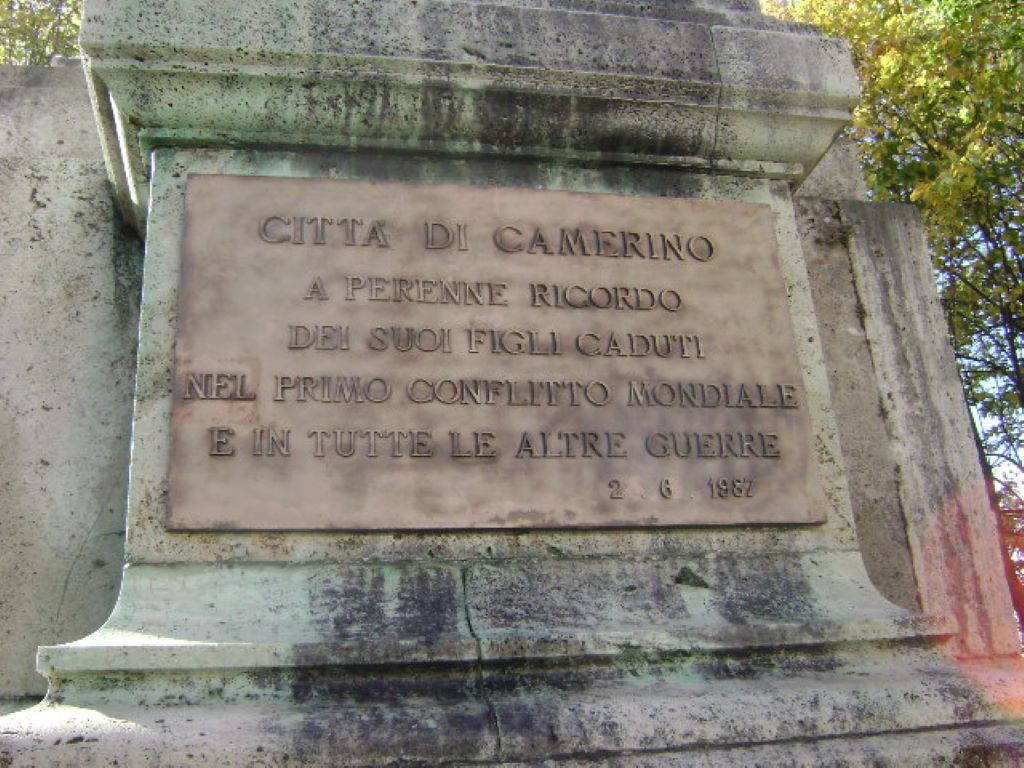 CITTÀ DI CAMERINO
A PERENNE RICORDO
DEI SUOI FIGLI CADUTI
NEL PRIMO CONFLITTO MONDIALE
E IN TUTTE LE ALTRE GUERRE
2 . 6 . 1987